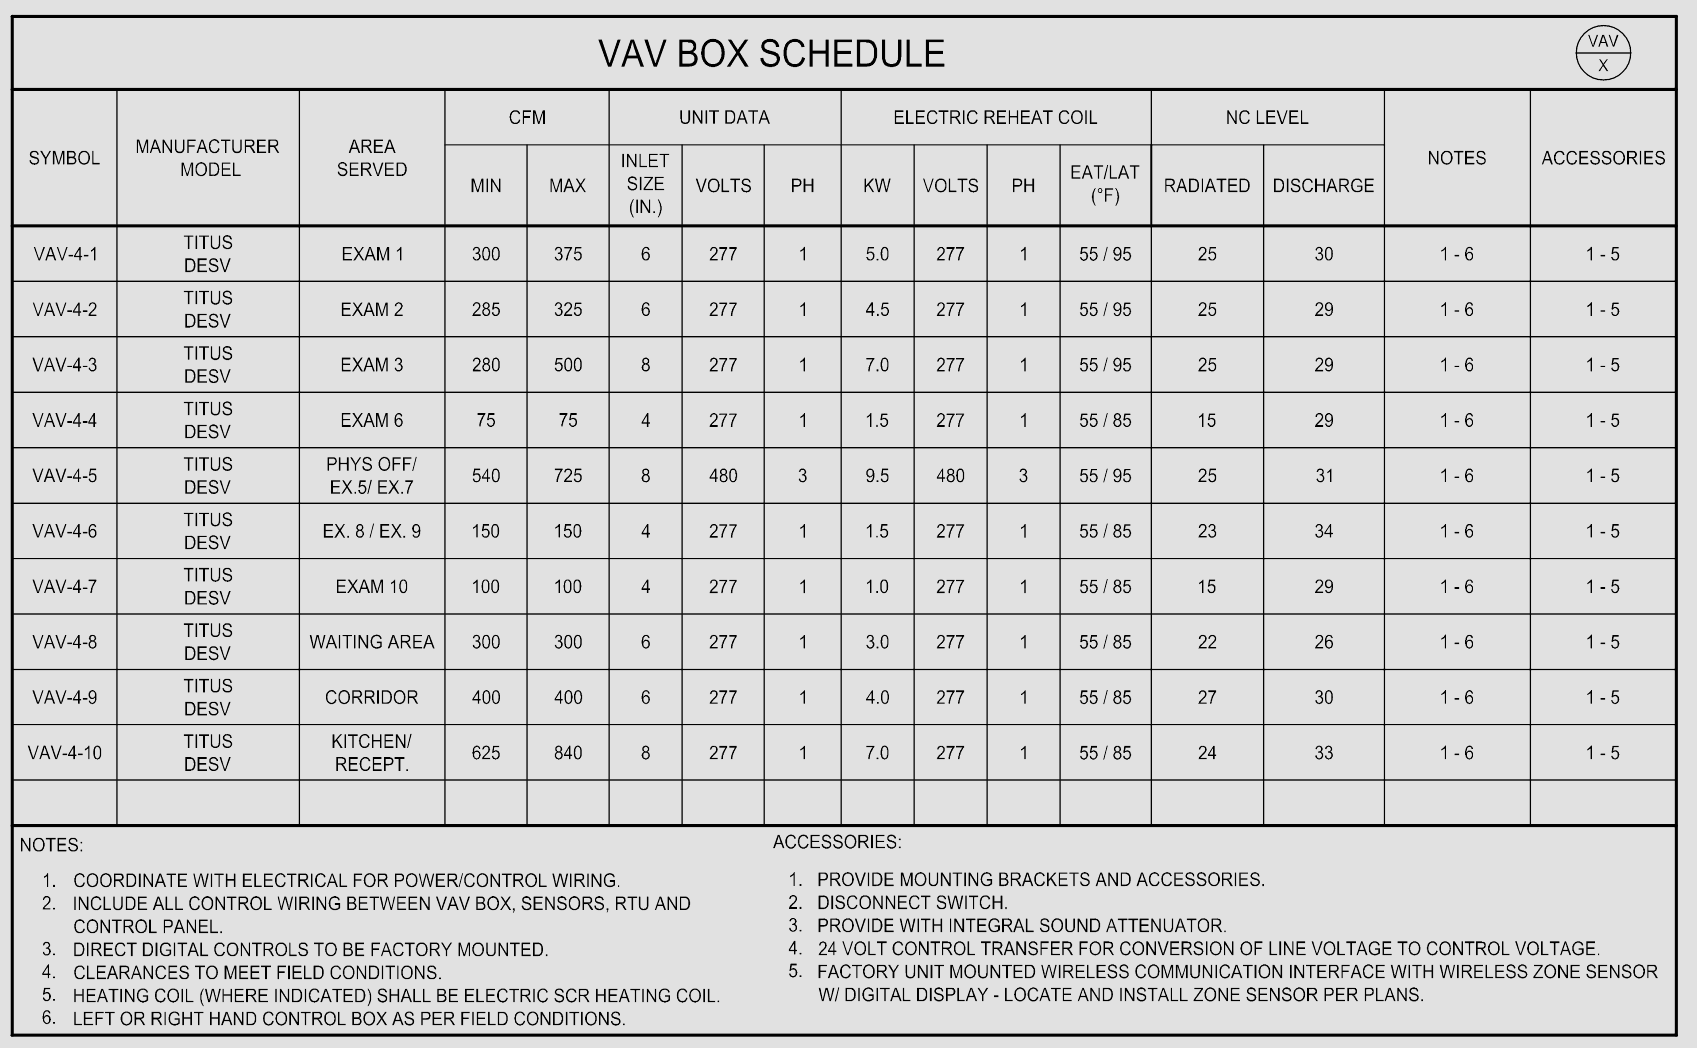 VAV BOX SCHEDULE
VAV
X
SYMBOL
MANUFACTURER
MODEL
AREA
SERVED
CFM
MIN MAX
UNIT DATA
INLET
SIZE
(IN.)
VOLTS PH
ELECTRIC REHEAT COIL
KW VOLTS PH
EAT/LAT
(°F)
NC LEVEL
RADIATED DISCHARGE
NOTES
ACCESSORIES
VAV-4-1 TITUS DESV EXAM 1 300 375 6 277 1 5.0 277 1 55 / 95 25 30 1 - 6 1 - 5
VAV-4-2 TITUS DESV EXAM 2 285 325 6 277 1 4.5 277 1 55 / 95 25 29 1 - 6 1 - 5
VAV-4-3 TITUS DESV EXAM 3 280 500 8 277 1 7.0 277 1 55 / 95 25 29 1 - 6 1 - 5
VAV-4-4 TITUS DESV EXAM 6 75 75 4 277 1 1.5 277 1 55 / 85 15 29 1 - 6 1 - 5
VAV-4-5 TITUS DESV PHYS OFF/ EX.5/ EX.7 540 725 8 480 3 9.5 480 3 55 / 95 25 31 1 - 6 1 - 5
VAV-4-6 TITUS DESV EX. 8 / EX. 9 150 150 4 277 1 1.5 277 1 55 / 85 23 34 1 - 6 1 - 5
VAV-4-7 TITUS DESV EXAM 10 100 100 4 277 1 1.0 277 1 55 / 85 15 29 1 - 6 1 - 5
VAV-4-8 TITUS DESV WAITING AREA 300 300 6 277 1 3.0 277 1 55 / 85 22 26 1 - 6 1 - 5
VAV-4-9 TITUS DESV CORRIDOR 400 400 6 277 1 4.0 277 1 55 / 85 27 30 1 - 6 1 - 5
VAV-4-10 TITUS DESV KITCHEN/ RECEPT. 625 840 8 277 1 7.0 277 1 55 / 85 24 33 1 - 6 1 - 5
NOTES:
1. COORDINATE WITH ELECTRICAL FOR POWER/CONTROL WIRING.
2. INCLUDE ALL CONTROL WIRING BETWEEN VAV BOX, SENSORS, RTU AND
CONTROL PANEL.
3. DIRECT DIGITAL CONTROLS TO BE FACTORY MOUNTED.
4. CLEARANCES TO MEET FIELD CONDITIONS.
5. HEATING COIL (WHERE INDICATED) SHALL BE ELECTRIC SCR HEATING COIL.
6. LEFT OR RIGHT HAND CONTROL BOX AS PER FIELD CONDITIONS.
ACCESSORIES:
1. PROVIDE MOUNTING BRACKETS AND ACCESSORIES.
2. DISCONNECT SWITCH.
3. PROVIDE WITH INTEGRAL SOUND ATTENUATOR.
4. 24 VOLT CONTROL TRANSFER FOR CONVERSION OF LINE VOLTAGE TO CONTROL VOLTAGE.
5. FACTORY UNIT MOUNTED WIRELESS COMMUNICATION INTERFACE WITH WIRELESS ZONE SENSOR
W/ DIGITAL DISPLAY - LOCATE AND INSTALL ZONE SENSOR PER PLANS.